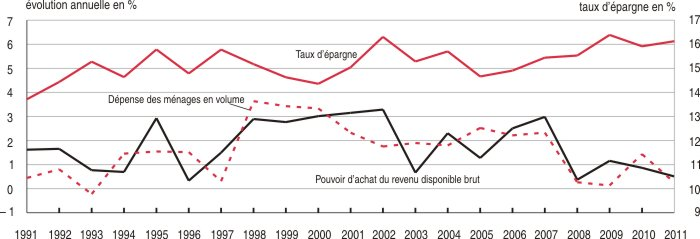 évolution annuelle en %
taux d'épargne en %
7 17
6 16
5 15
4 14
3 13
2 12
1 11
0 10
– 1 9
Taux d'épargne
Dépense des ménages en volume
Pouvoir d'achat du revenu disponible brut
1991 1992 1993 1994 1995 1996 1997 1998 1999 2000 2001 2002 2003 2004 2005 2006 2007 2008 2009 2010 2011